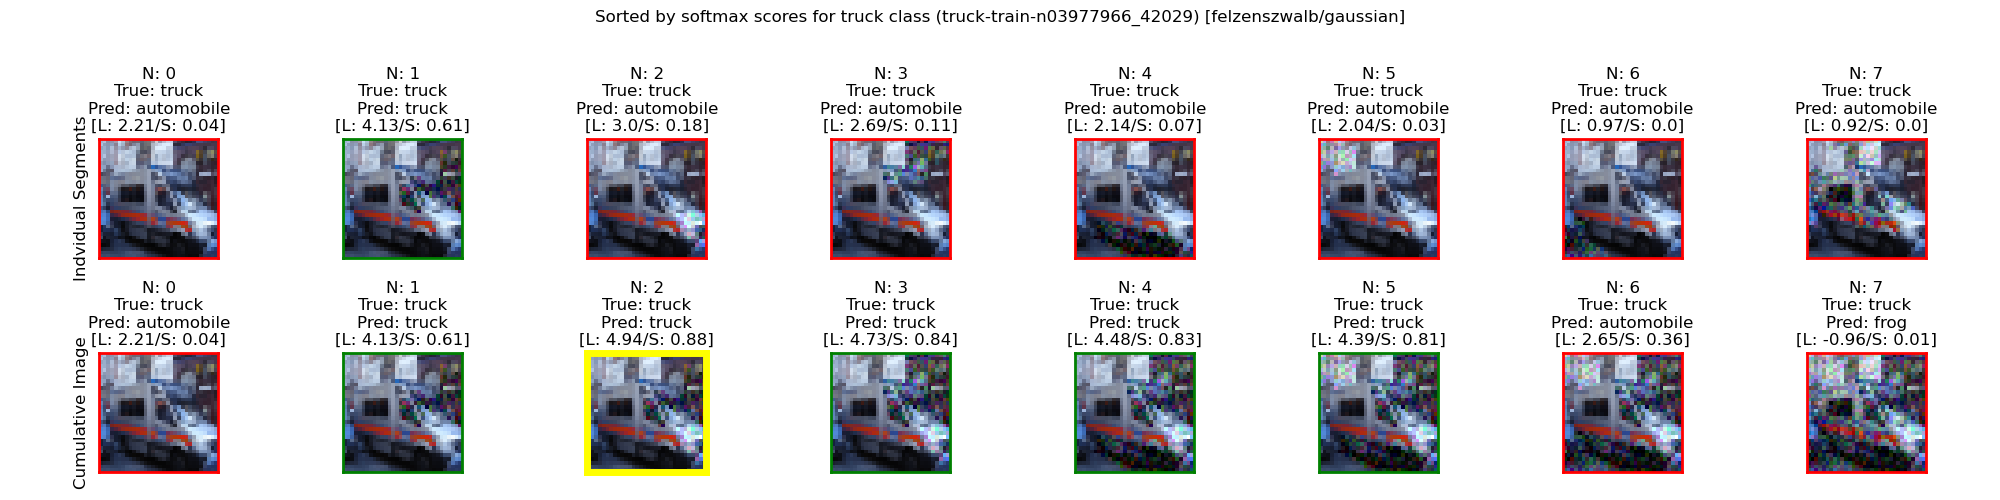 Sorted by softmax scores for truck class (truck-train-n03977966_42029) [felzenszwalb/gaussian]
Indvidual Segments
N: 0
True: truck
Pred: automobile
[L: 2.21/S: 0.04]
N: 1
True: truck
Pred: truck
[L: 4.13/S: 0.61]
N: 2
True: truck
Pred: automobile
[L: 3.0/S: 0.18]
N: 3
True: truck
Pred: automobile
[L: 2.69/S: 0.11]
N: 4
True: truck
Pred: automobile
[L: 2.14/S: 0.07]
N: 5
True: truck
Pred: automobile
[L: 2.04/S: 0.03]
N: 6
True: truck
Pred: automobile
[L: 0.97/S: 0.0]
N: 7
True: truck
Pred: automobile
[L: 0.92/S: 0.0]
Cumulative Image
N: 0
True: truck
Pred: automobile
[L: 2.21/S: 0.04]
N: 1
True: truck
Pred: truck
[L: 4.13/S: 0.61]
N: 2
True: truck
Pred: truck
[L: 4.94/S: 0.88]
N: 3
True: truck
Pred: truck
[L: 4.73/S: 0.84]
N: 4
True: truck
Pred: truck
[L: 4.48/S: 0.83]
N: 5
True: truck
Pred: truck
[L: 4.39/S: 0.81]
N: 6
True: truck
Pred: automobile
[L: 2.65/S: 0.36]
N: 7
True: truck
Pred: frog
[L: -0.96/S: 0.01]